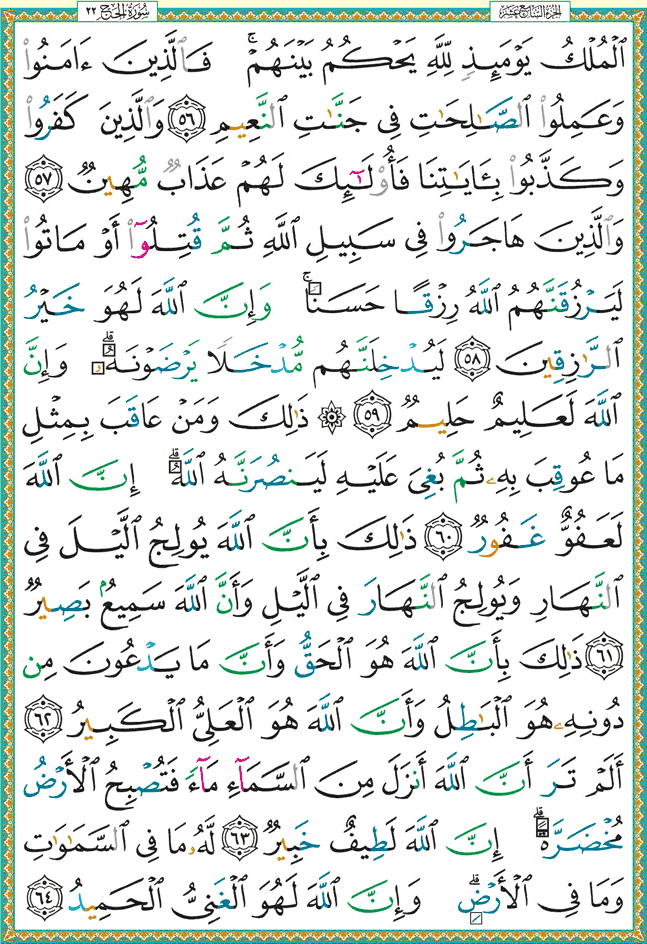 الجزء السابع عشر سورة الحج ٢٢
ٱلْمُلْكُ يَوْمَئِذٍ لِّلَّهِ يَحْكُمُ بَيْنَهُمْ ۚ فَٱلَّذِينَ ءَامَنُوا۟
وَعَمِلُوا۟ ٱلصَّـٰلِحَـٰتِ فِى جَنَّـٰتِ ٱلنَّعِيمِ ٥٦ وَٱلَّذِينَ كَفَرُوا۟
وَكَذَّبُوا۟ بِـَٔايَـٰتِنَا فَأُو۟لَـٰٓئِكَ لَهُمْ عَذَابٌ مُّهِينٌ ٥٧
وَٱلَّذِينَ هَاجَرُوا۟ فِى سَبِيلِ ٱللَّهِ ثُمَّ قُتِلُوٓا۟ أَوْ مَاتُوا۟
لَيَرْزُقَنَّهُمُ ٱللَّهُ رِزْقًا حَسَنًا ۚ وَإِنَّ ٱللَّهَ لَهُوَ خَيْرُ
ٱلرَّٰزِقِينَ ٥٨ لَيُدْخِلَنَّهُم مُّدْخَلًا يَرْضَوْنَهُۥ ۗ وَإِنَّ
ٱللَّهَ لَعَلِيمٌ حَلِيمٌ ٥٩ ۞ ذَٰلِكَ وَمَنْ عَاقَبَ بِمِثْلِ
مَا عُوقِبَ بِهِۦ ثُمَّ بُغِىَ عَلَيْهِ لَيَنصُرَنَّهُ ٱللَّهُ ۗ إِنَّ ٱللَّهَ
لَعَفُوٌّ غَفُورٌ ٦٠ ذَٰلِكَ بِأَنَّ ٱللَّهَ يُولِجُ ٱلَّيْلَ فِى
ٱلنَّهَارِ وَيُولِجُ ٱلنَّهَارَ فِى ٱلَّيْلِ وَأَنَّ ٱللَّهَ سَمِيعٌۢ بَصِيرٌ
٦١ ذَٰلِكَ بِأَنَّ ٱللَّهَ هُوَ ٱلْحَقُّ وَأَنَّ مَا يَدْعُونَ مِن
دُونِهِۦ هُوَ ٱلْبَـٰطِلُ وَأَنَّ ٱللَّهَ هُوَ ٱلْعَلِىُّ ٱلْكَبِيرُ ٦٢
أَلَمْ تَرَ أَنَّ ٱللَّهَ أَنزَلَ مِنَ ٱلسَّمَآءِ مَآءً فَتُصْبِحُ ٱلْأَرْضُ
مُخْضَرَّةً ۗ إِنَّ ٱللَّهَ لَطِيفٌ خَبِيرٌ ٦٣ لَّهُۥ مَا فِى ٱلسَّمَـٰوَٰتِ
وَمَا فِى ٱلْأَرْضِ ۗ وَإِنَّ ٱللَّهَ لَهُوَ ٱلْغَنِىُّ ٱلْحَمِيدُ ٦٤